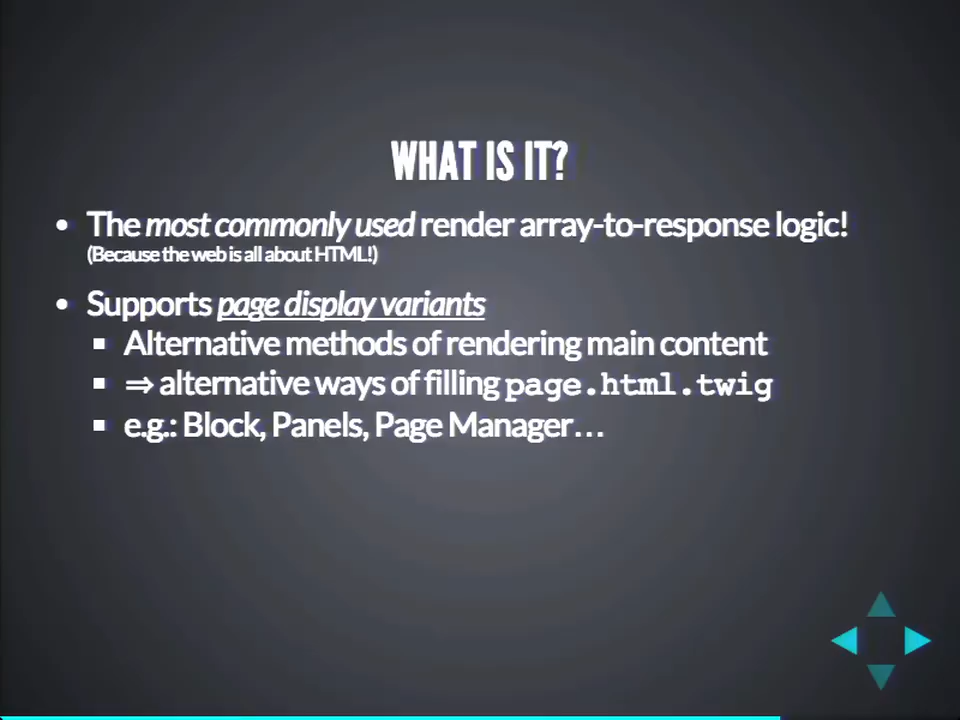 WHAT IS IT?
• The most commonly used render array-to-response logic!
(Because the web is all about HTML!)
• Supports page display variants
▪ Alternative methods of rendering main content
▪ ⇒ alternative ways of filling page.html.twig
▪ e.g.: Block, Panels, Page Manager…